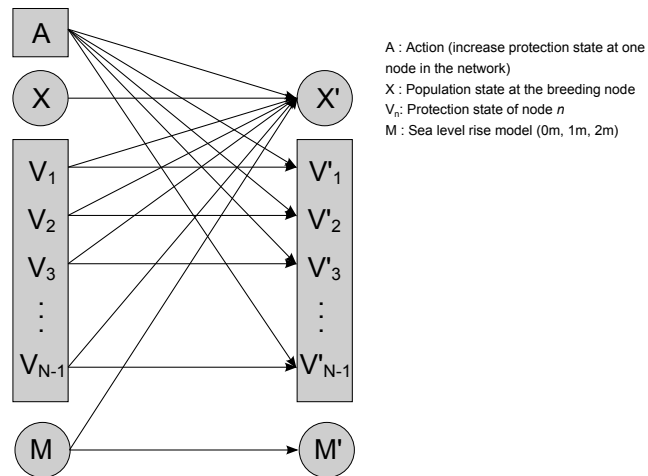 A
X
X'
V1
V2
V3
⋮
VN-1
V'1
V'2
V'3
⋮
V'N-1
M
M'
A : Action (increase protection state at one
node in the network)
X : Population state at the breeding node
Vn: Protection state of node n
M : Sea level rise model (0m, 1m, 2m)